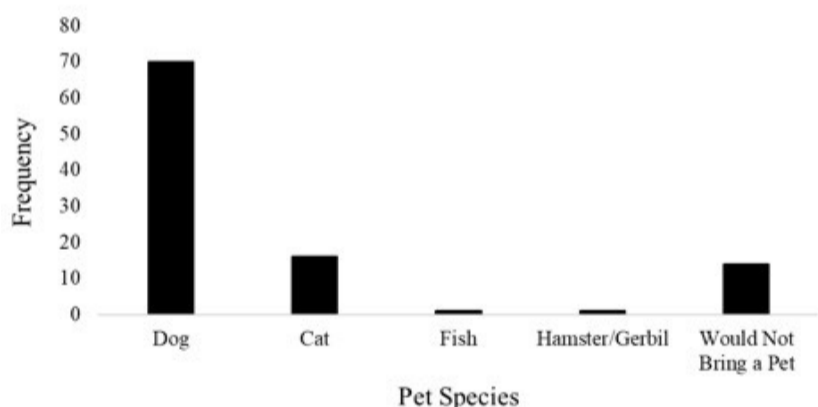 80
70
60
50
40
30
20
10
0
Frequency
Dog Cat Fish Hamster/Gerbil Would Not
Bring a Pet
Pet Species